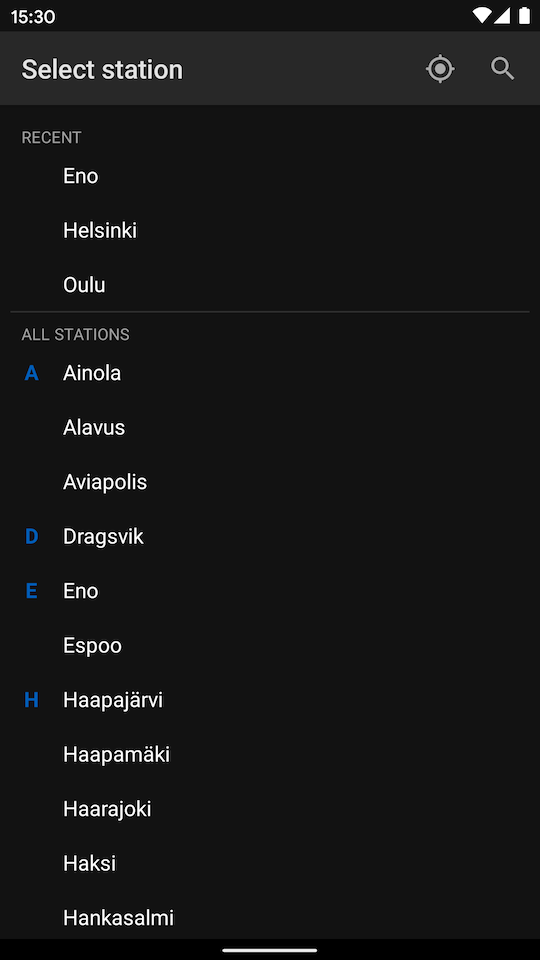 15:30
Select station
RECENT
Eno
Helsinki
Oulu
ALL STATIONS
A Ainola
Alavus
Aviapolis
D Dragsvik
E Eno
Espoo
H Haapajärvi
Haapamäki
Haarajoki
Haksi
Hankasalmi